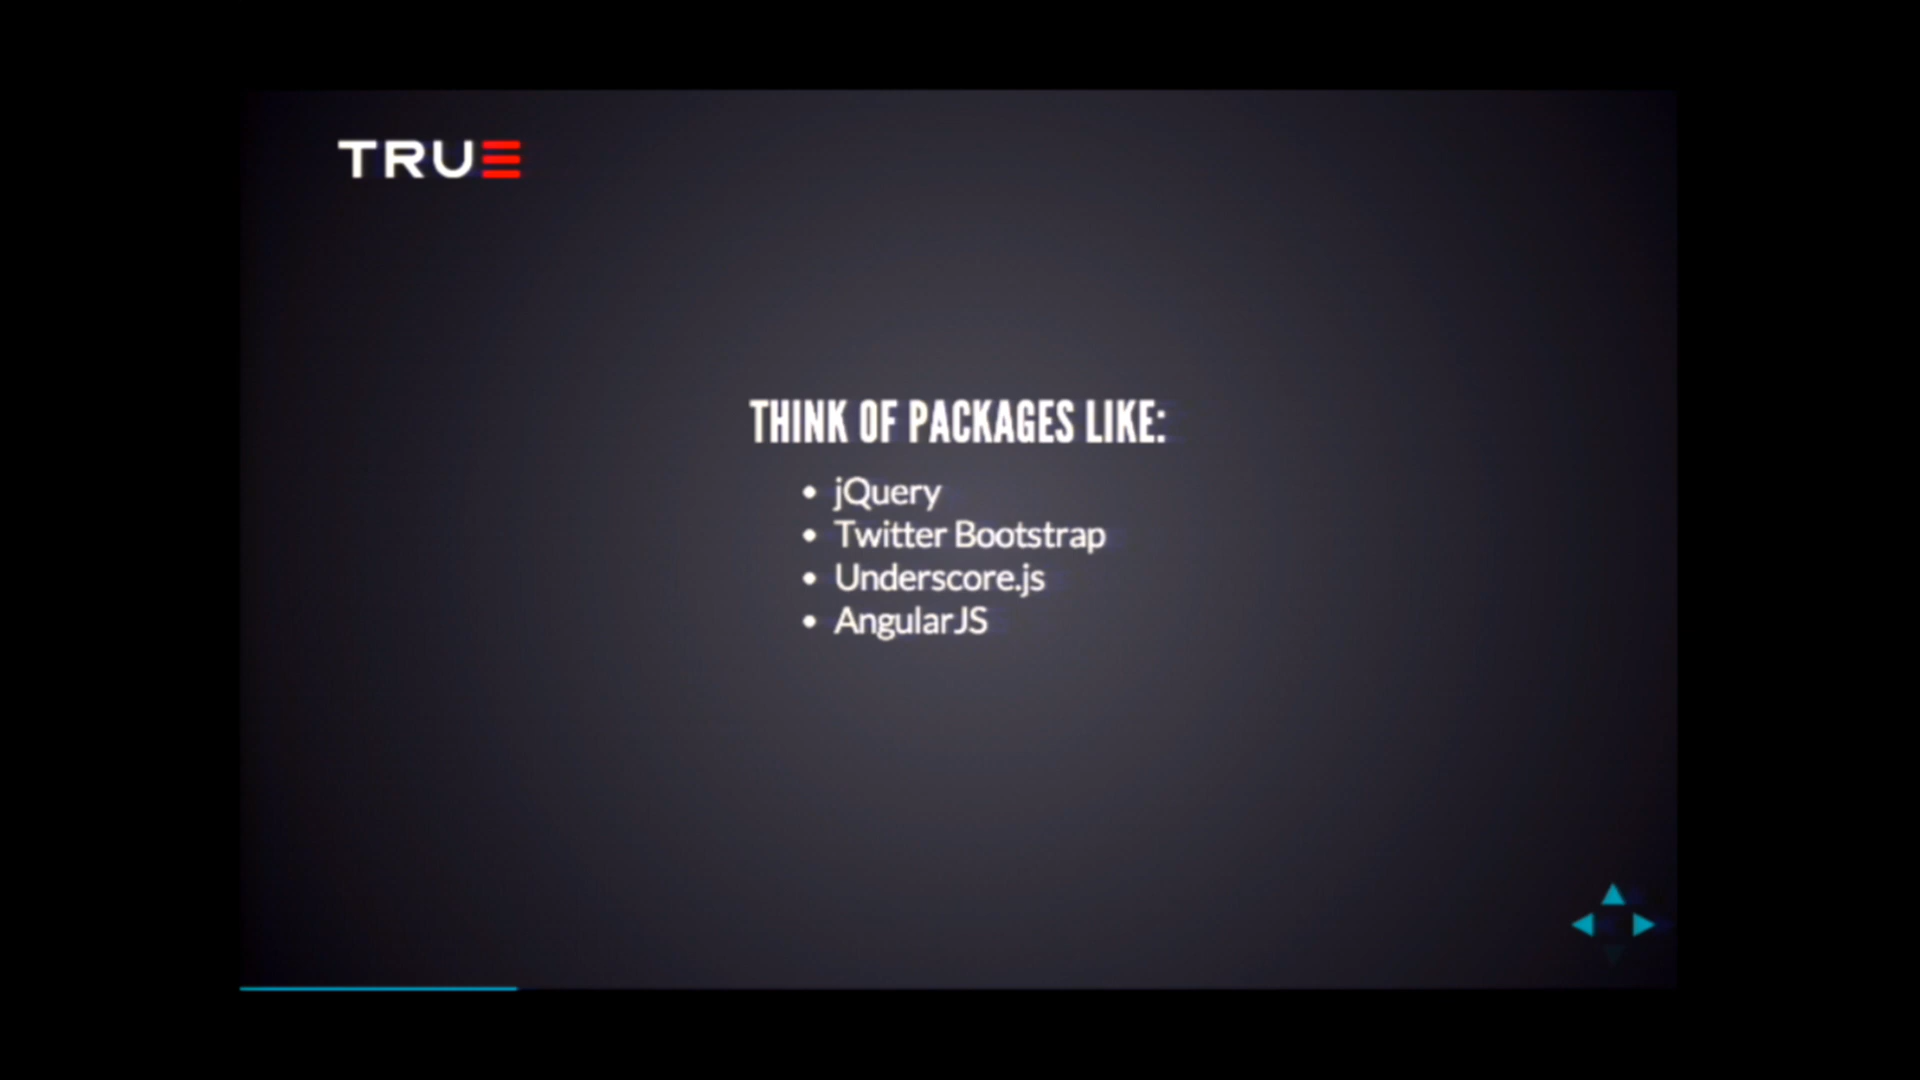 TRUE
THINK OF PACKAGES LIKE:
jQuery
Twitter Bootstrap
Underscore.js
AngularJS